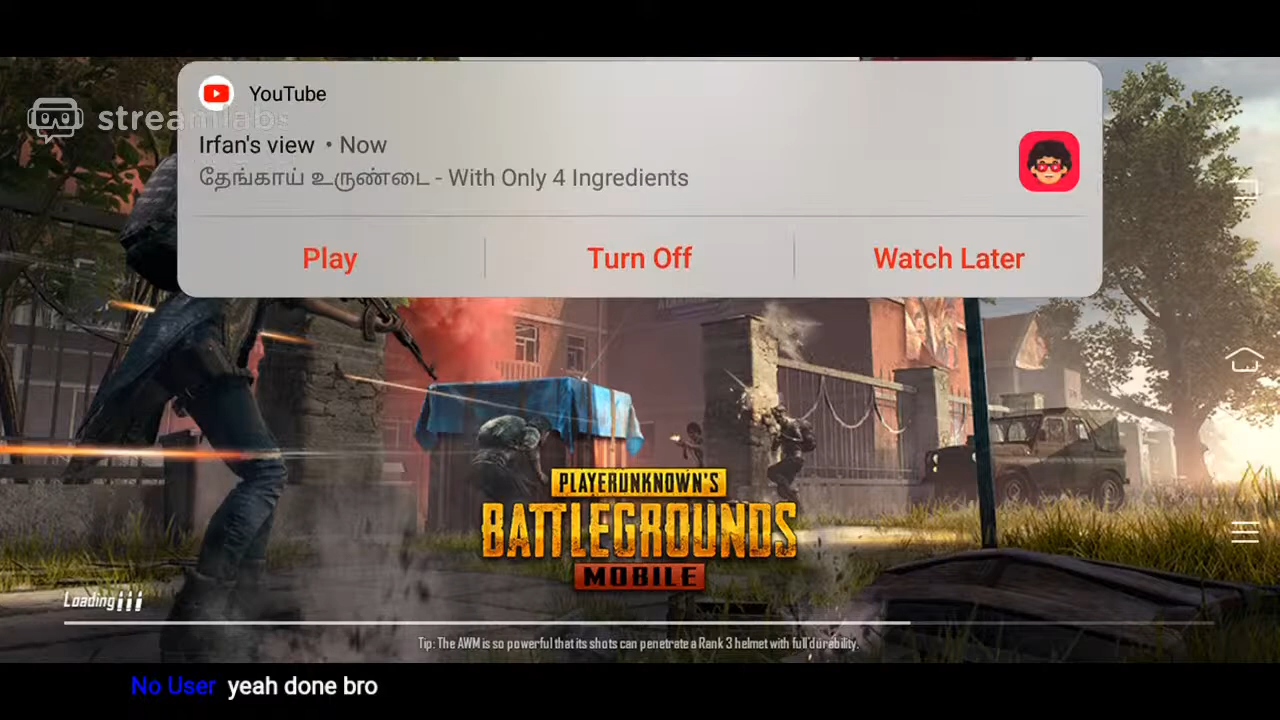 YouTube
streamlabs
Irfan's view • Now
தேங்காய் உருண்டை - With Only 4 Ingredients
Play
Turn Off
Watch Later
PLAYERUNKNOWN'S
BATTLEGROUNDS
MOBILE
Loading
Tip: The AWM is so powerful that its shots can penetrate a Rank 3 helmet with full durability.
No User yeah done bro